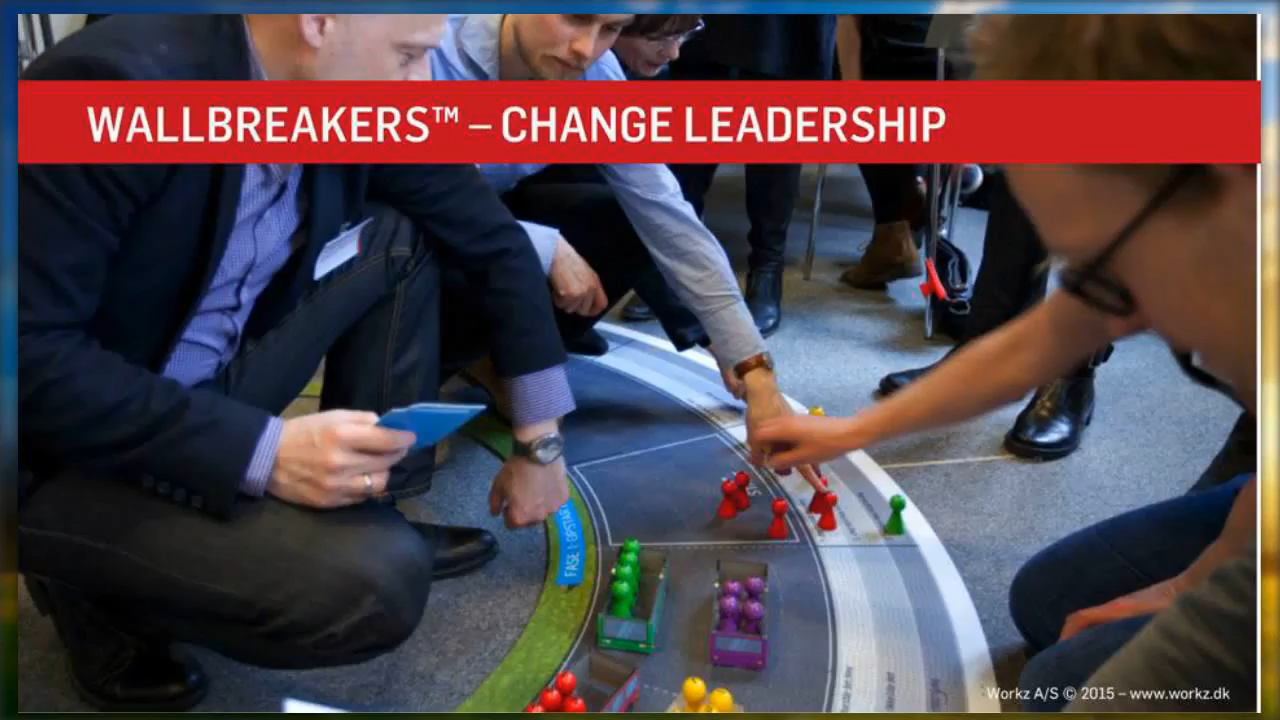 WALLBREAKERS™ – CHANGE LEADERSHIP
FASE 1: OPSTART
Workz A/S © 2015 – www.workz.dk